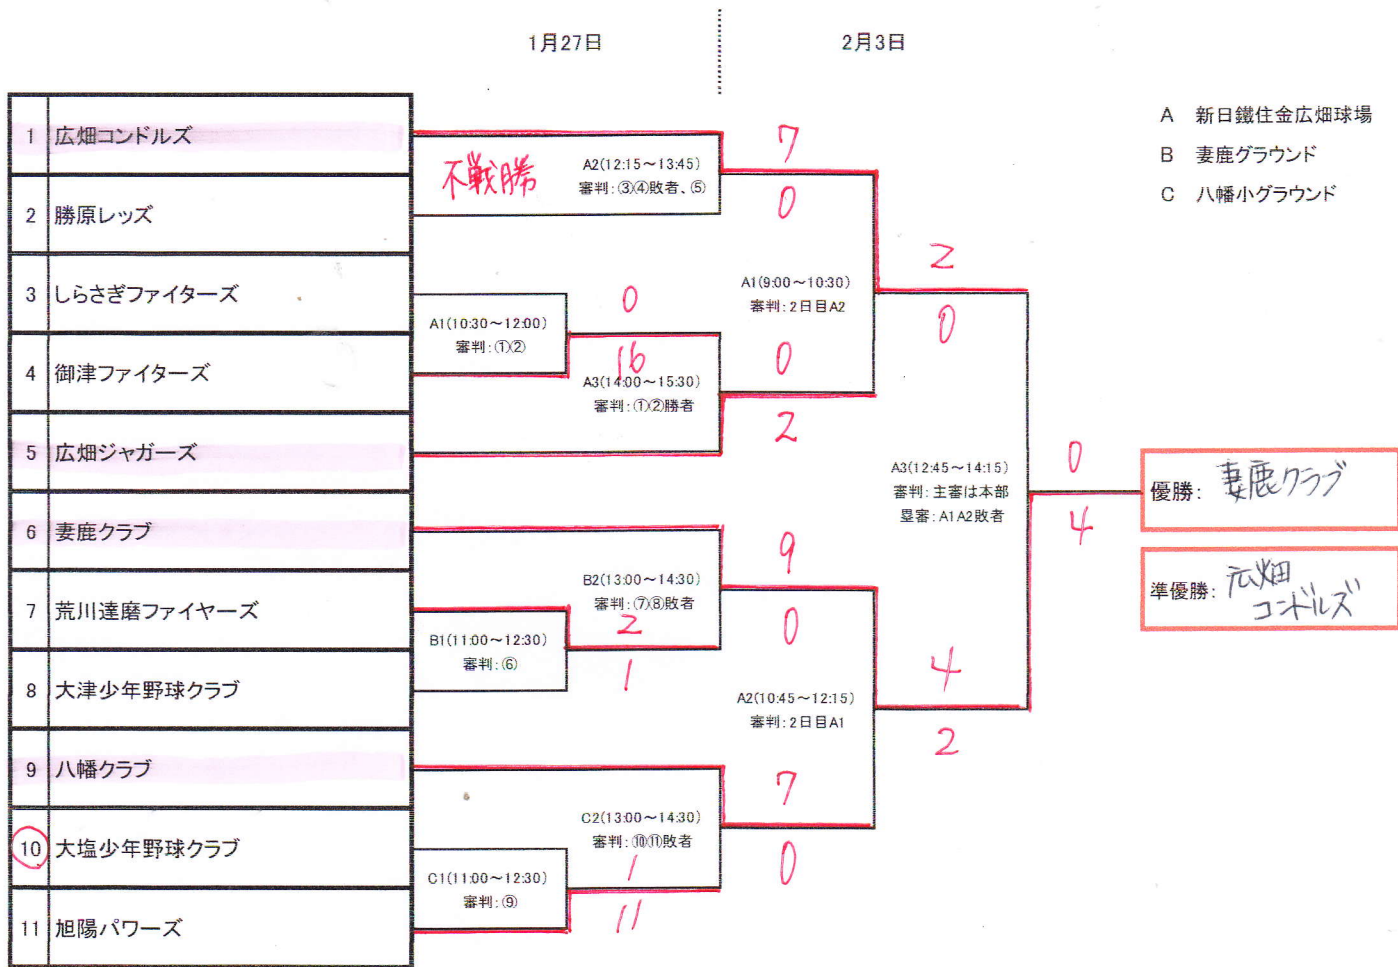 1月27日
2月3日
A 新日鐵住金広畑球場
B 妻鹿グラウンド
C 八幡小グラウンド
1 広畑コンドルズ
不戦勝
A2(12:15～13:45)
審判:③④敗者、⑤
7
0
2 勝原レッズ
3 しらさぎファイターズ
A1(10:30～12:00)
審判:①②
0
16
4 御津ファイターズ
A3(14:00～15:30)
審判:①②勝者
0
2
5 広畑ジャガーズ
A1(9:00～10:30)
審判:2日目A2
2
0
6 妻鹿クラブ
B2(13:00～14:30)
審判:⑦⑧敗者
9
0
7 荒川達磨ファイヤーズ
B1(11:00～12:30)
審判:⑥
2
1
8 大津少年野球クラブ
A2(10:45～12:15)
審判:2日目A1
4
2
9 八幡クラブ
C2(13:00～14:30)
審判:⑩⑪敗者
7
0
10 大塩少年野球クラブ
C1(11:00～12:30)
審判:⑨
1
11
11 旭陽パワーズ
A3(12:45～14:15)
審判:主審は本部
塁審:A1A2敗者
0
4
優勝: 妻鹿クラブ
準優勝: 広畑
コンドルズ